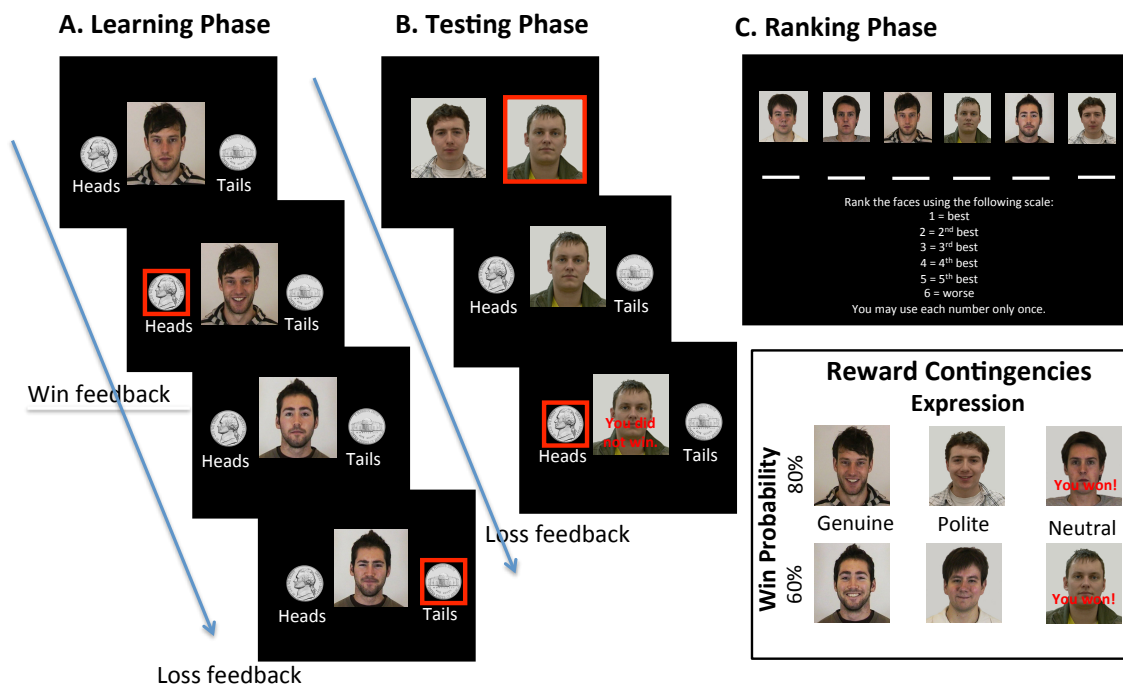 A. Learning Phase
Heads
Tails
Heads
Tails
Win feedback
Heads
Tails
Heads
Tails
Loss feedback
B. Testing Phase
Heads
Tails
You did
not win.
Heads
Tails
Loss feedback
C. Ranking Phase
Rank the faces using the following scale:
1 = best
2 = 2nd best
3 = 3rd best
4 = 4th best
5 = 5th best
6 = worse
You may use each number only once.
Reward Contingencies
Expression
Win Probability
80%
You won!
Genuine
Polite
Neutral
60%
You won!